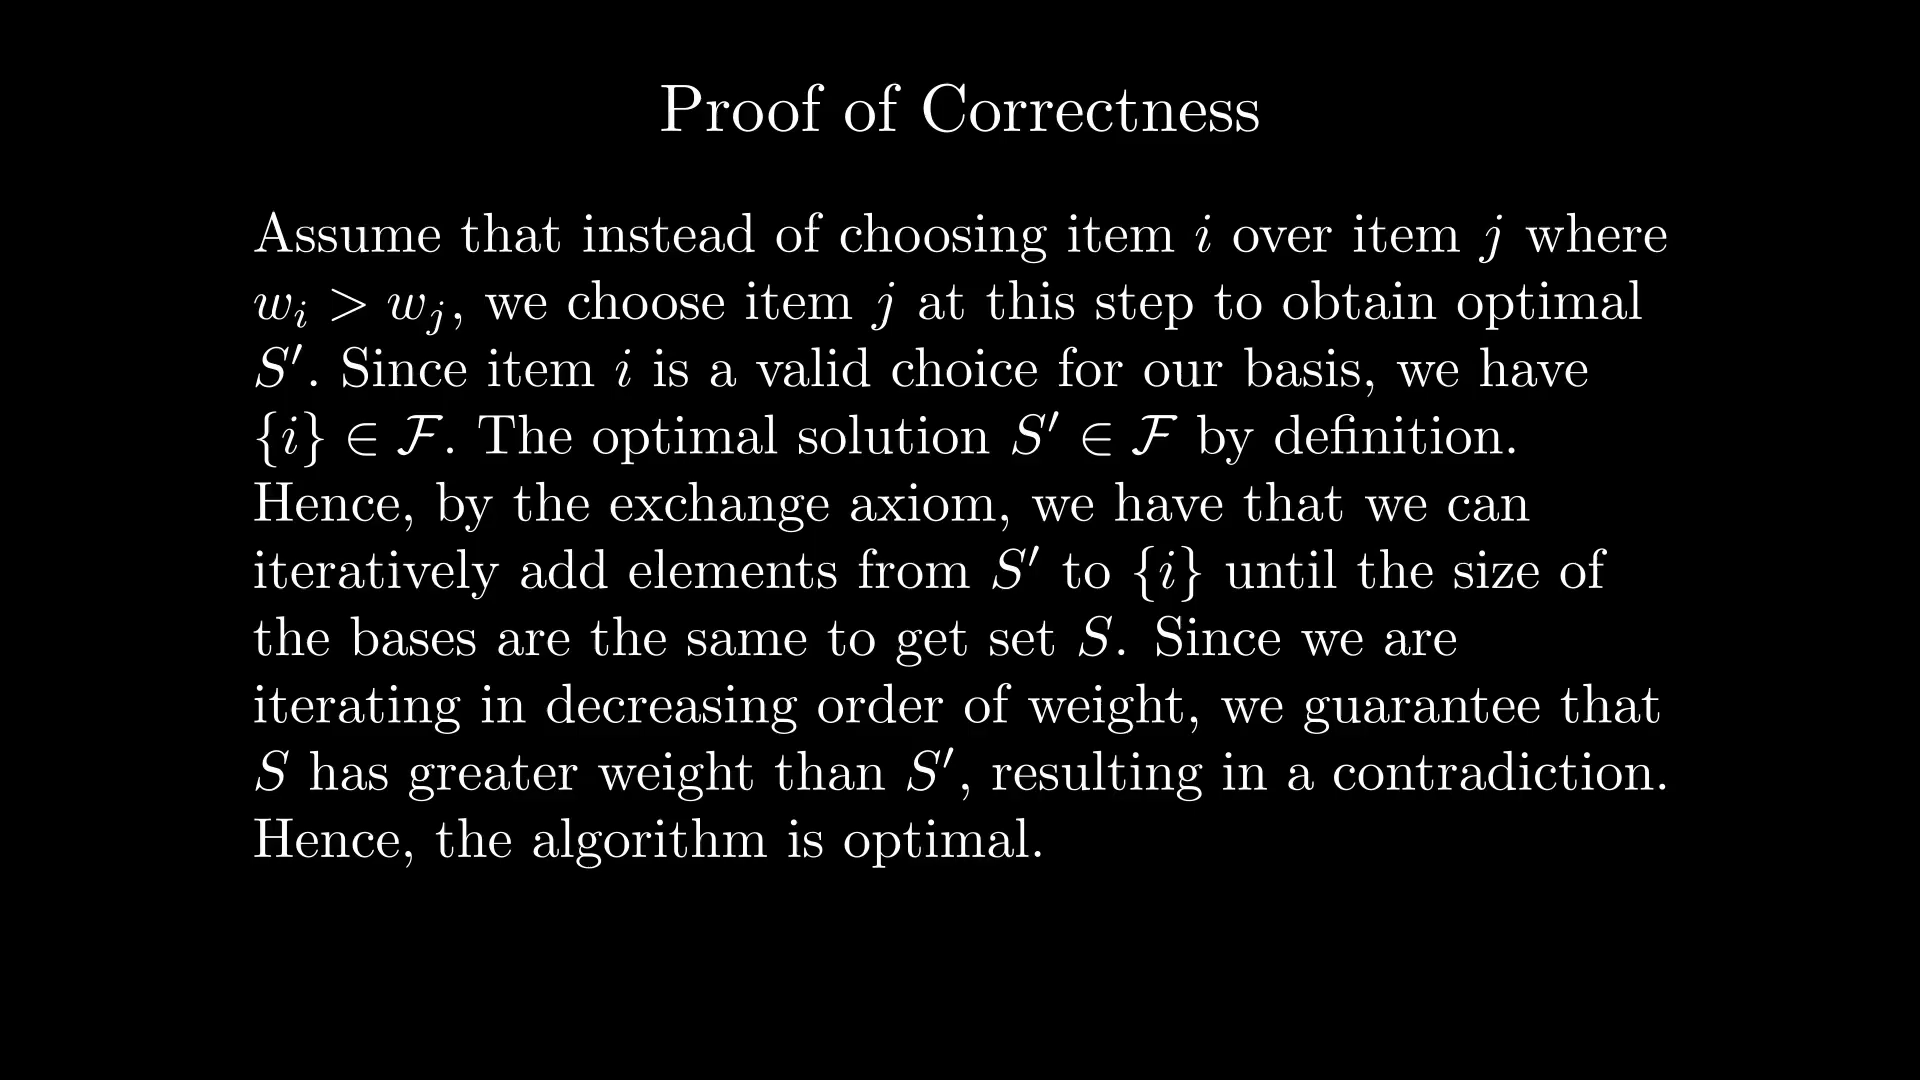 Proof of Correctness
Assume that instead of choosing item i over item j where
w_i > w_j, we choose item j at this step to obtain optimal
S′. Since item i is a valid choice for our basis, we have
{i} ∈ ℱ. The optimal solution S′ ∈ ℱ by definition.
Hence, by the exchange axiom, we have that we can
iteratively add elements from S′ to {i} until the size of
the bases are the same to get set S. Since we are
iterating in decreasing order of weight, we guarantee that
S has greater weight than S′, resulting in a contradiction.
Hence, the algorithm is optimal.